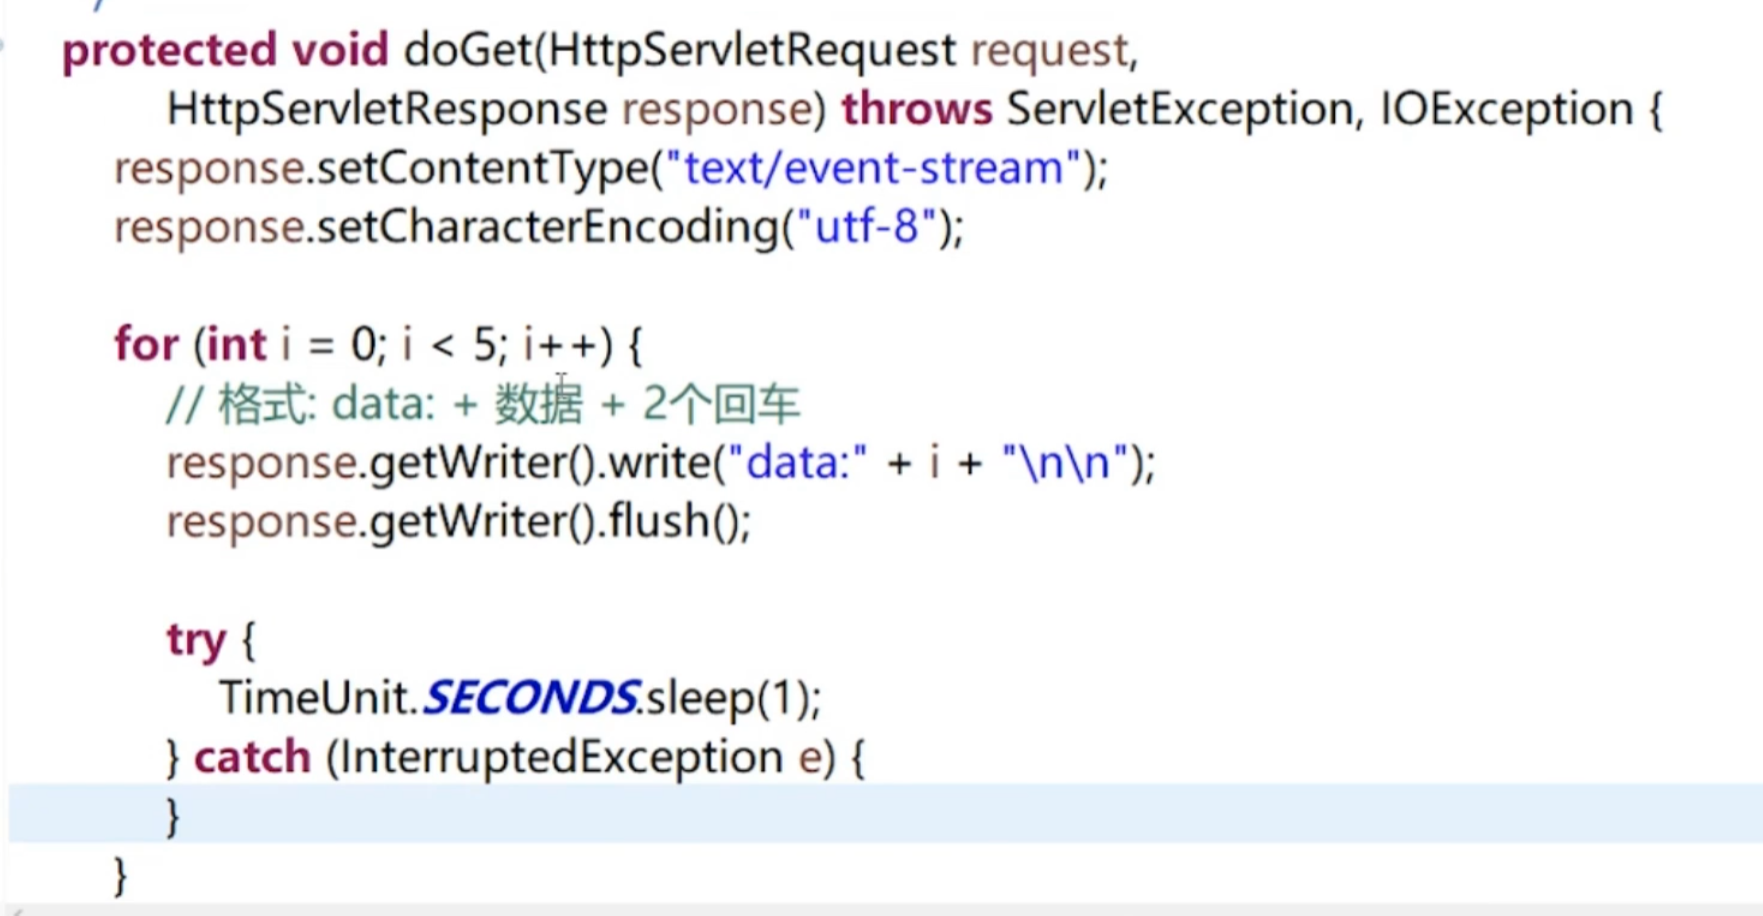 protected void doGet(HttpServletRequest request,
HttpServletResponse response) throws ServletException, IOException {
response.setContentType("text/event-stream");
response.setCharacterEncoding("utf-8");
for (int i = 0; i < 5; i++) {
// 格式: data: + 数据 + 2个回车
response.getWriter().write("data:" + i + "\n\n");
response.getWriter().flush();
try {
TimeUnit.SECONDS.sleep(1);
} catch (InterruptedException e) {
}
}